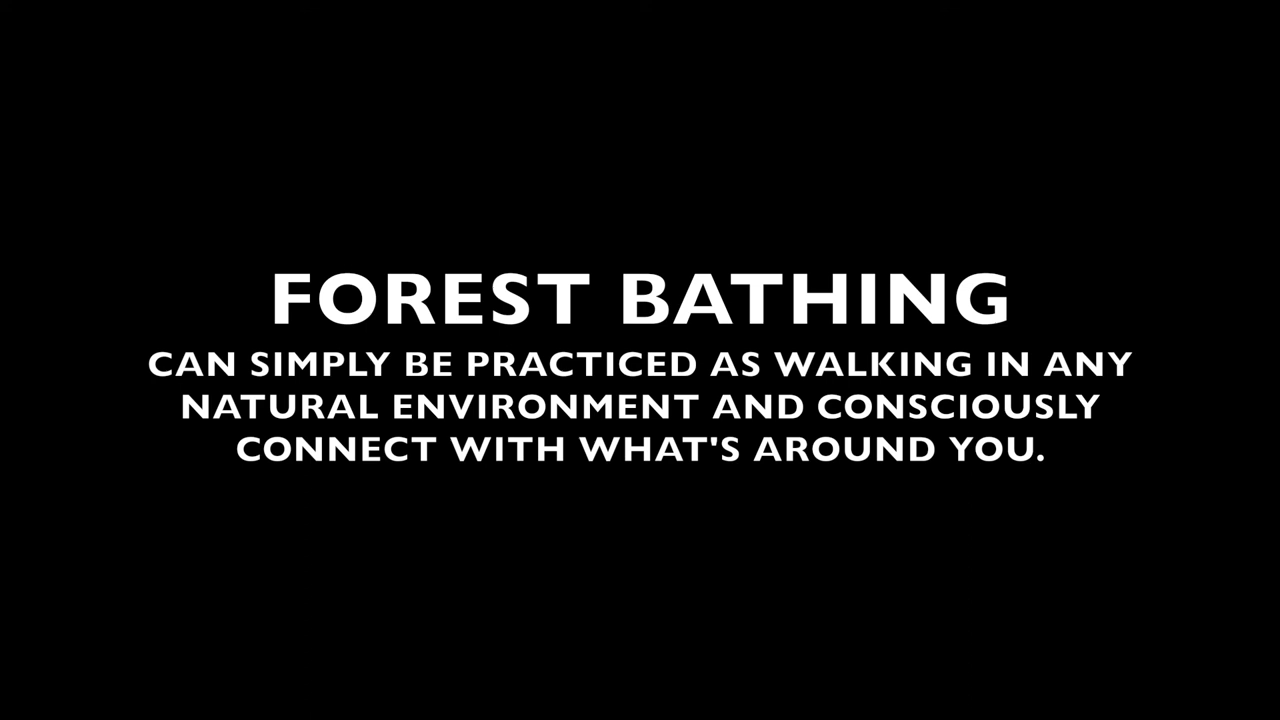 FOREST BATHING
CAN SIMPLY BE PRACTICED AS WALKING IN ANY
NATURAL ENVIRONMENT AND CONSCIOUSLY
CONNECT WITH WHAT'S AROUND YOU.